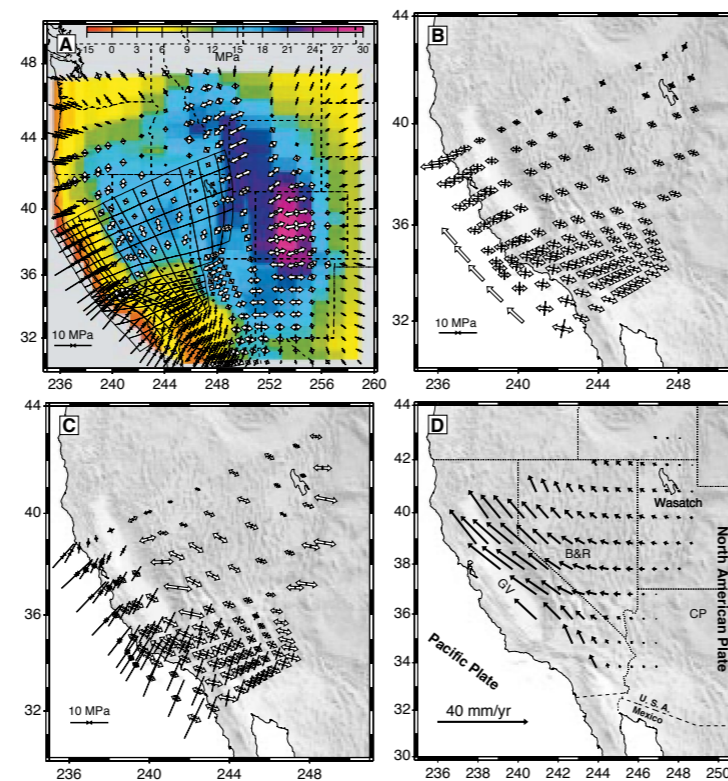 A
-15 0 3 6 9 12 15 18 21 24 27 30
MPa
48
44
40
36
32
10 MPa
236 240 244 248 252 256 260
B
44
40
36
32
10 MPa
236 240 244 248
C
44
40
36
32
10 MPa
236 240 244 248
D
44
42
40
38
36
34
32
30
Wasatch
B&R
GV
CP
North American Plate
Pacific Plate
U. S. A.
Mexico
40 mm/yr
236 238 240 242 244 246 248 250